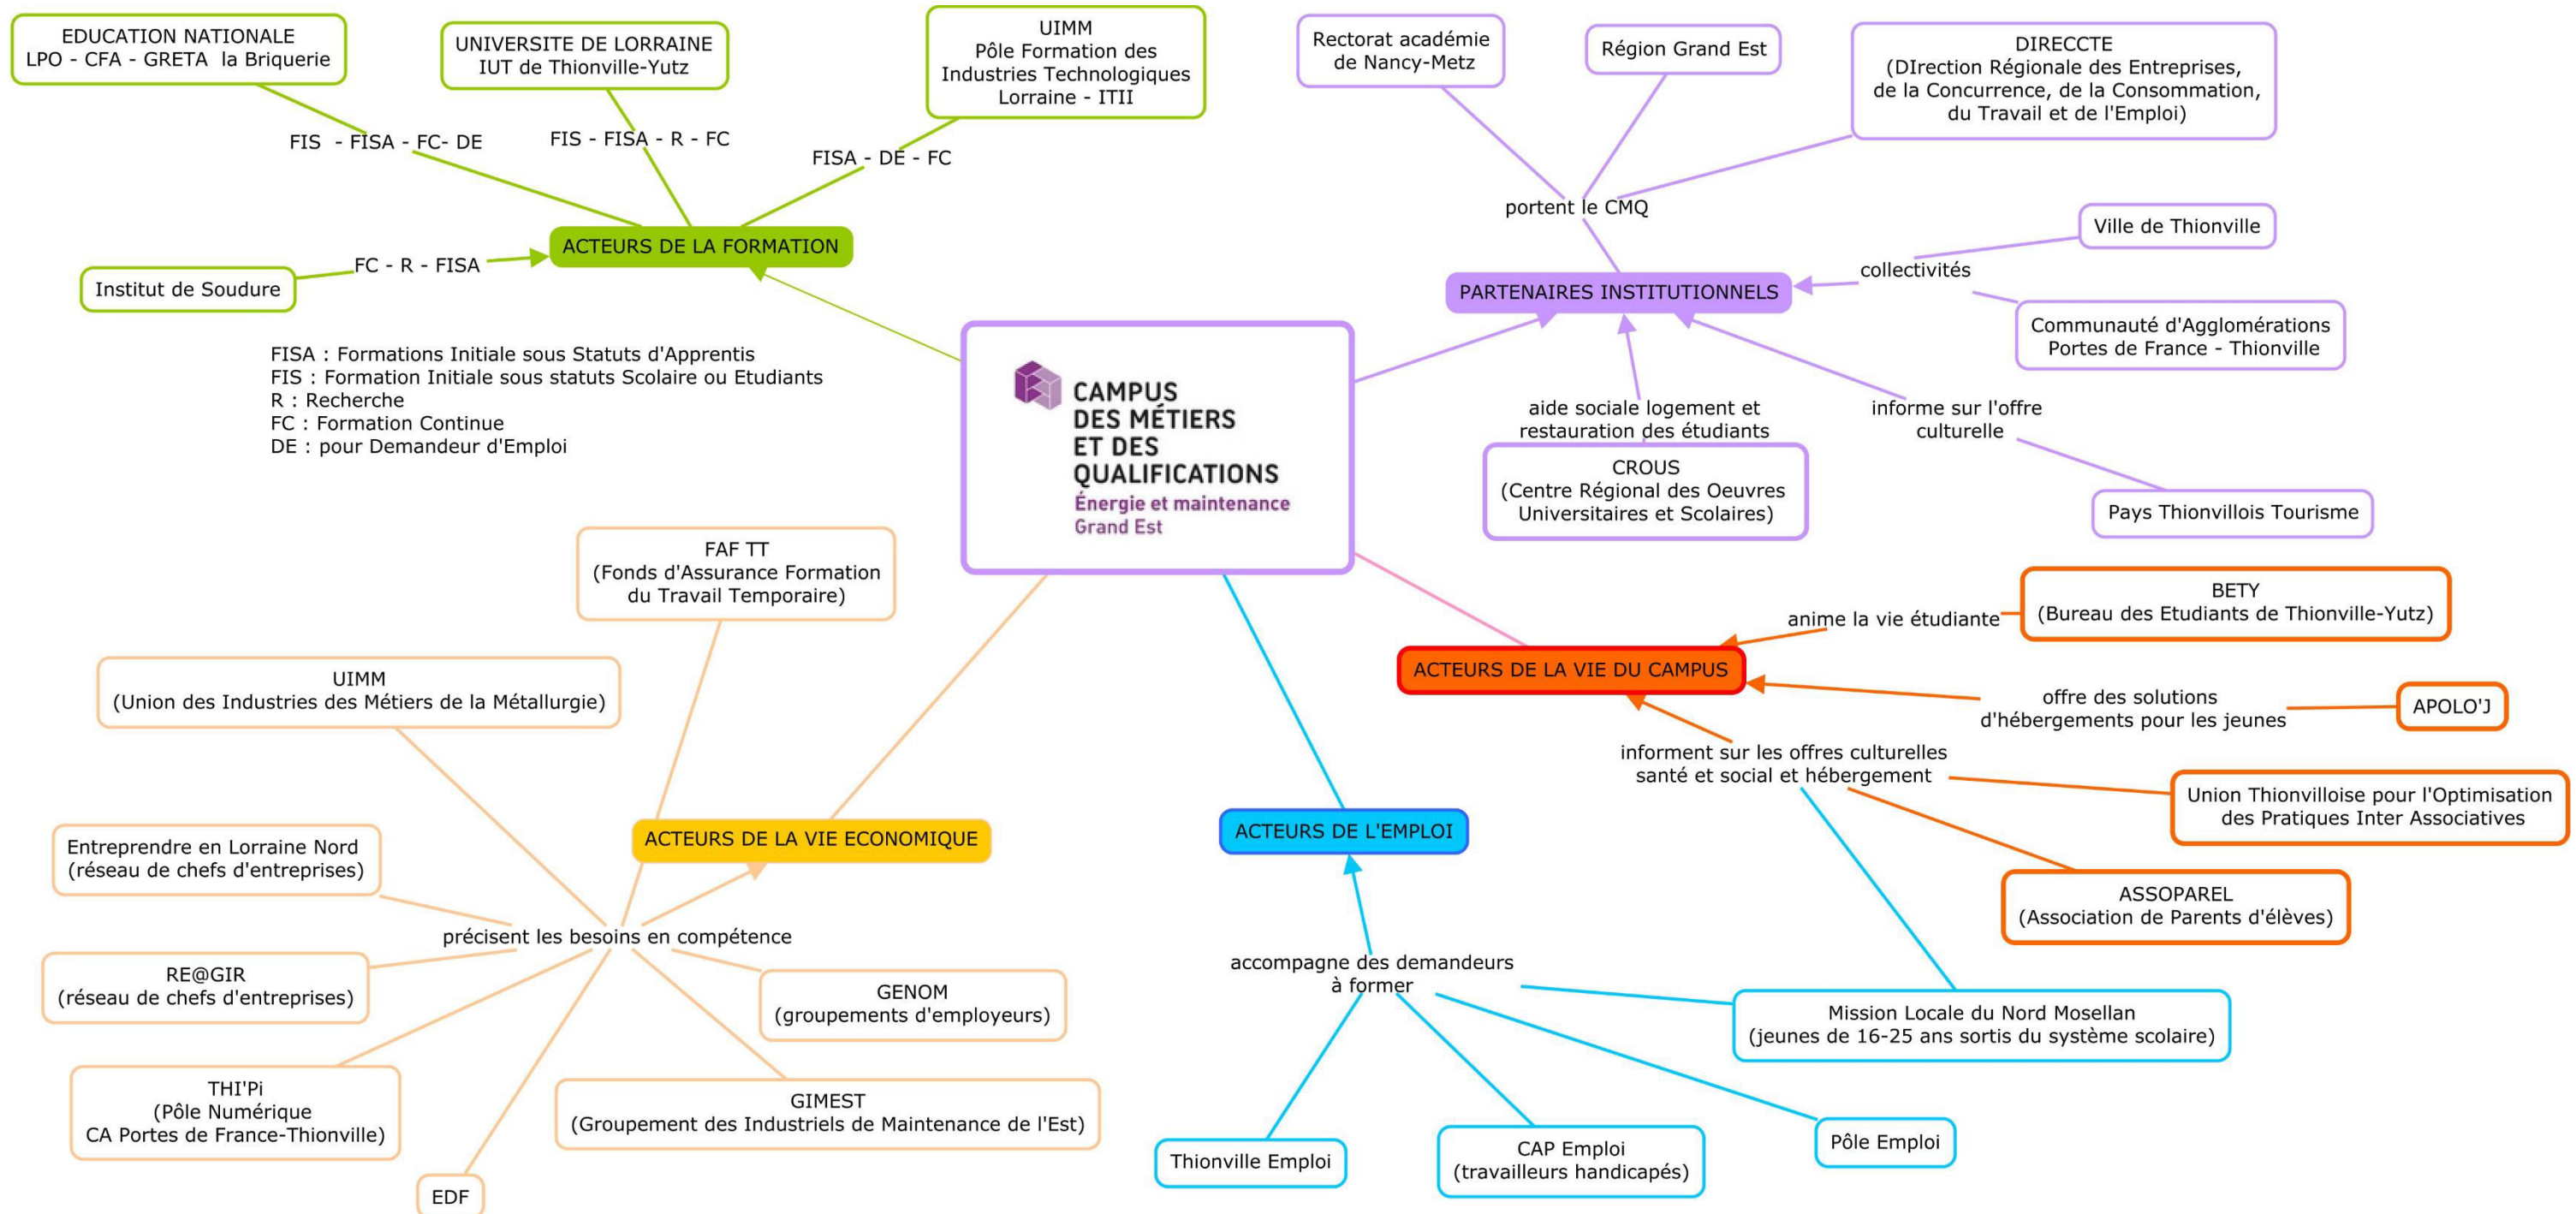 EDUCATION NATIONALE
LPO - CFA - GRETA  la Briquerie
UNIVERSITE DE LORRAINE
IUT de Thionville-Yutz
UIMM
Pôle Formation des
Industries Technologiques
Lorraine - ITII
FIS  - FISA - FC- DE
FIS - FISA - R - FC
FISA - DE - FC
ACTEURS DE LA FORMATION
FC - R - FISA
Institut de Soudure
FISA : Formations Initiale sous Statuts d'Apprentis
FIS : Formation Initiale sous statuts Scolaire ou Etudiants
R : Recherche
FC : Formation Continue
DE : pour Demandeur d'Emploi
Rectorat académie
de Nancy-Metz
Région Grand Est
DIRECCTE
(DIrection Régionale des Entreprises,
de la Concurrence, de la Consommation,
du Travail et de l'Emploi)
portent le CMQ
Ville de Thionville
collectivités
PARTENAIRES INSTITUTIONNELS
Communauté d'Agglomérations
Portes de France - Thionville
aide sociale logement et
restauration des étudiants
informe sur l'offre
culturelle
CROUS
(Centre Régional des Oeuvres
Universitaires et Scolaires)
Pays Thionvillois Tourisme
CAMPUS
DES MÉTIERS
ET DES
QUALIFICATIONS
Énergie et maintenance
Grand Est
FAF TT
(Fonds d'Assurance Formation
du Travail Temporaire)
UIMM
(Union des Industries des Métiers de la Métallurgie)
ACTEURS DE LA VIE ECONOMIQUE
Entreprendre en Lorraine Nord
(réseau de chefs d'entreprises)
précisent les besoins en compétence
RE@GIR
(réseau de chefs d'entreprises)
GENOM
(groupements d'employeurs)
THI'Pi
(Pôle Numérique
CA Portes de France-Thionville)
GIMEST
(Groupement des Industriels de Maintenance de l'Est)
EDF
BETY
(Bureau des Etudiants de Thionville-Yutz)
anime la vie étudiante
ACTEURS DE LA VIE DU CAMPUS
offre des solutions
d'hébergements pour les jeunes
APOLO'J
informent sur les offres culturelles
santé et social et hébergement
Union Thionvilloise pour l'Optimisation
des Pratiques Inter Associatives
ASSOPAREL
(Association de Parents d'élèves)
ACTEURS DE L'EMPLOI
accompagne des demandeurs
à former
Mission Locale du Nord Mosellan
(jeunes de 16-25 ans sortis du système scolaire)
Thionville Emploi
CAP Emploi
(travailleurs handicapés)
Pôle Emploi